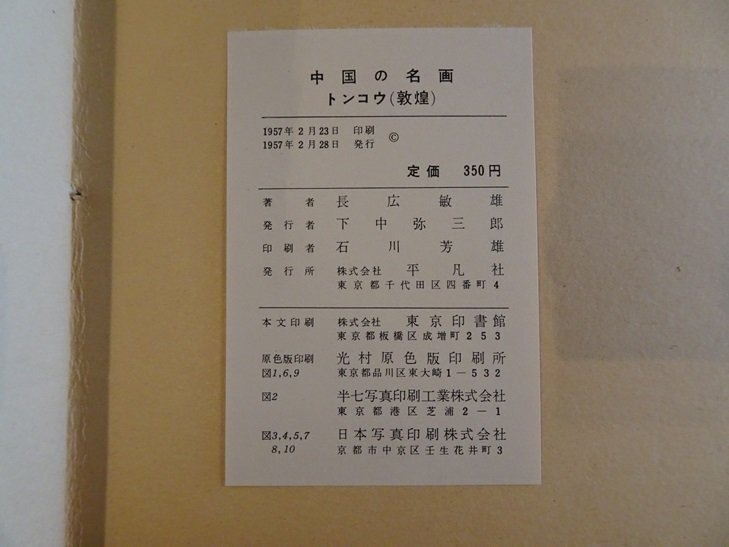 中国の名画
トンコウ(敦煌)
1957年2月23日 印刷
1957年2月28日 発行 ©
定価 350円
著者 長広敏雄
発行者 下中弥三郎
印刷者 石川芳雄
発行所 株式会社 平凡社
東京都千代田区四番町4
本文印刷 株式会社 東京印書館
東京都板橋区成増町253
原色版印刷 光村原色版印刷所
図1,6,9 東京都品川区東大崎1-532
図2 半七写真印刷工業株式会社
東京都港区芝浦2-1
図3,4,5,7 日本写真印刷株式会社
8,10 京都市中京区壬生花井町3